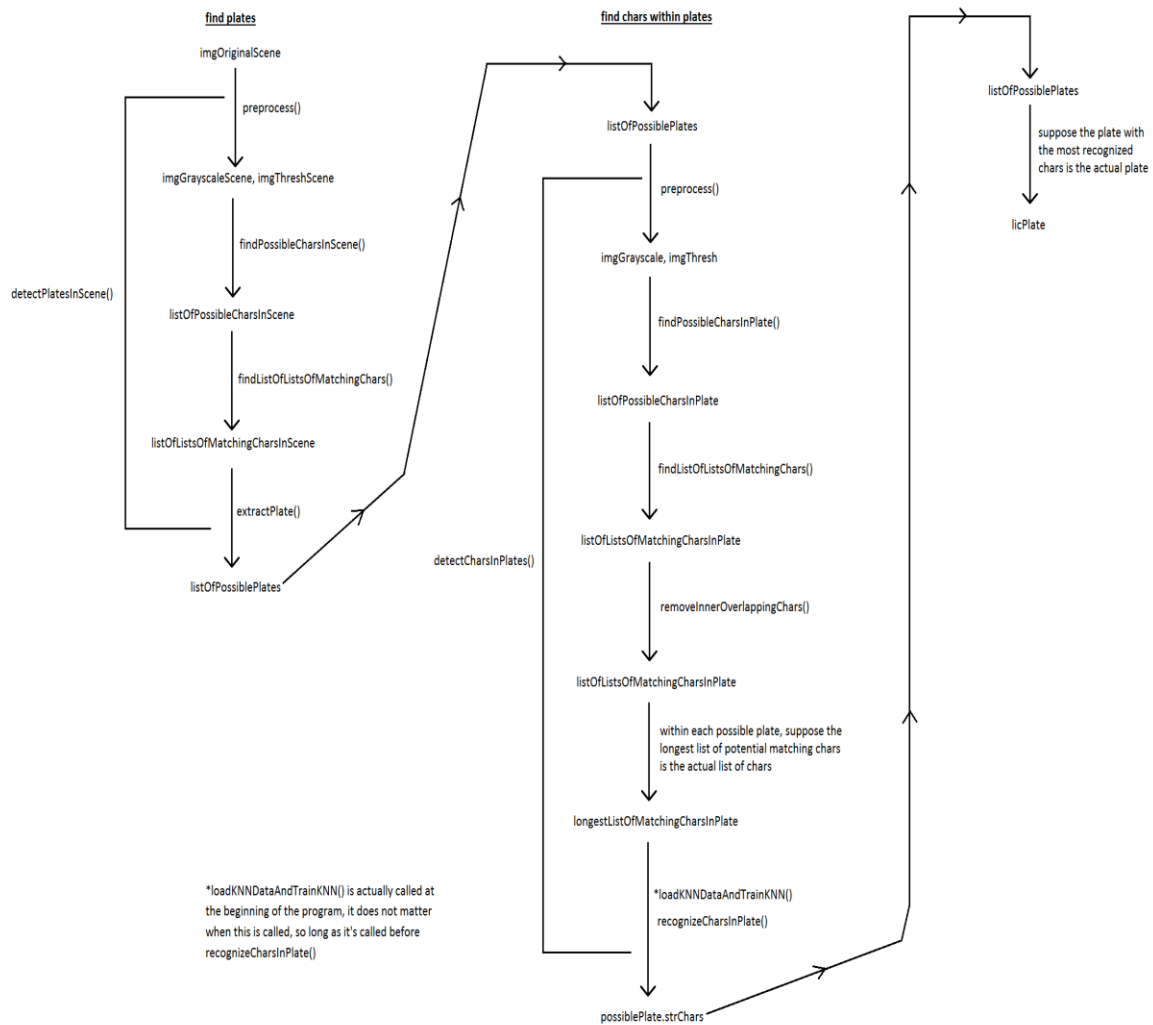 find plates
imgOriginalScene
preprocess()
imgGrayscaleScene, imgThreshScene
findPossibleCharsInScene()
detectPlatesInScene()
listOfPossibleCharsInScene
findListOfListsOfMatchingChars()
listOfListsOfMatchingCharsInScene
extractPlate()
listOfPossiblePlates
*loadKNNDataAndTrainKNN() is actually called at
the beginning of the program, it does not matter
when this is called, so long as it's called before
recognizeCharsInPlate()
find chars within plates
listOfPossiblePlates
preprocess()
imgGrayscale, imgThresh
findPossibleCharsInPlate()
listOfPossibleCharsInPlate
findListOfListsOfMatchingChars()
listOfListsOfMatchingCharsInPlate
detectCharsInPlates()
removeInnerOverlappingChars()
listOfListsOfMatchingCharsInPlate
within each possible plate, suppose the
longest list of potential matching chars
is the actual list of chars
longestListOfMatchingCharsInPlate
*loadKNNDataAndTrainKNN()
recognizeCharsInPlate()
possiblePlate.strChars
listOfPossiblePlates
suppose the plate with
the most recognized
chars is the actual plate
licPlate